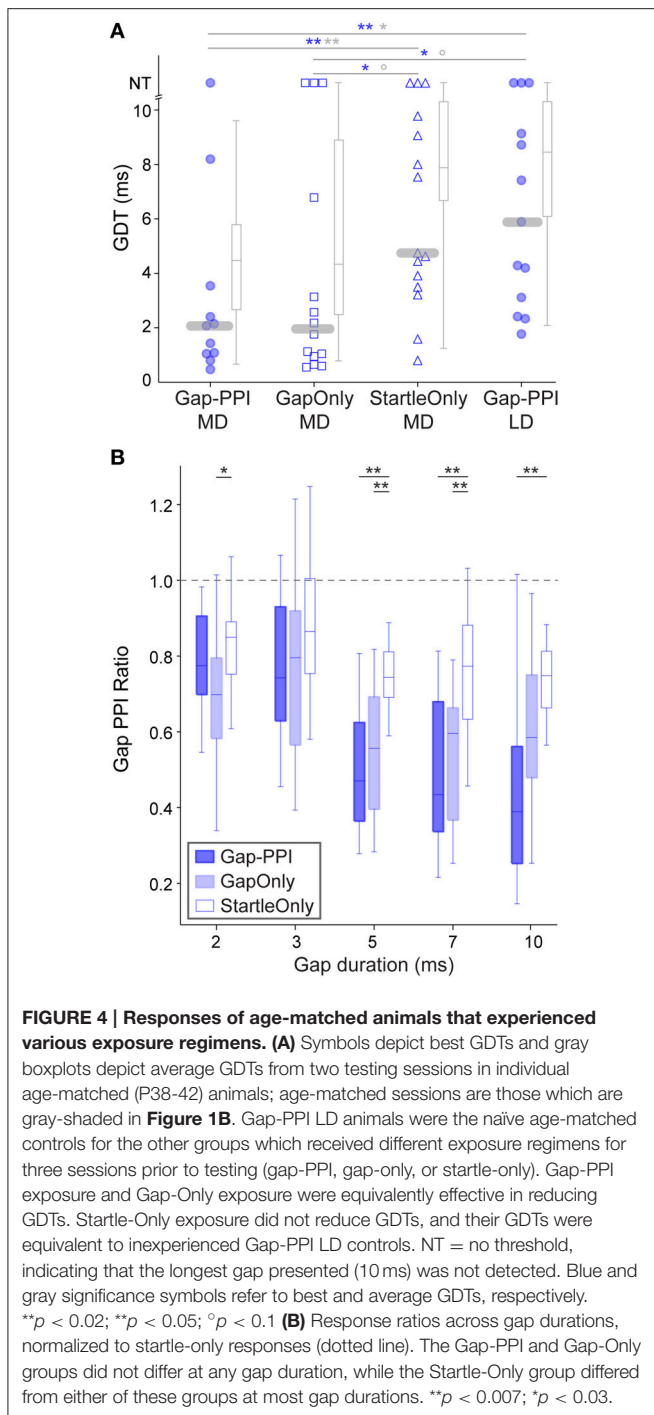 A
** *
** **
* °
* °
NT
10
8
6
4
2
0
GDT (ms)
Gap-PPI GapOnly StartleOnly Gap-PPI
MD MD MD LD
B
* ** ** **
** **
1.2
1.0
0.8
0.6
0.4
0.2
Gap PPI Ratio
Gap-PPI
GapOnly
StartleOnly
2 3 5 7 10
Gap duration (ms)
FIGURE 4 | Responses of age-matched animals that experienced
various exposure regimens. (A) Symbols depict best GDTs and gray
boxplots depict average GDTs from two testing sessions in individual
age-matched (P38-42) animals; age-matched sessions are those which are
gray-shaded in Figure 1B. Gap-PPI LD animals were the naïve age-matched
controls for the other groups which received different exposure regimens for
three sessions prior to testing (gap-PPI, gap-only, or startle-only). Gap-PPI
exposure and Gap-Only exposure were equivalently effective in reducing
GDTs. Startle-Only exposure did not reduce GDTs, and their GDTs were
equivalent to inexperienced Gap-PPI LD controls. NT = no threshold,
indicating that the longest gap presented (10 ms) was not detected. Blue and
gray significance symbols refer to best and average GDTs, respectively.
**p < 0.02; **p < 0.05; °p < 0.1 (B) Response ratios across gap durations,
normalized to startle-only responses (dotted line). The Gap-PPI and Gap-Only
groups did not differ at any gap duration, while the Startle-Only group differed
from either of these groups at most gap durations. **p < 0.007; *p < 0.03.